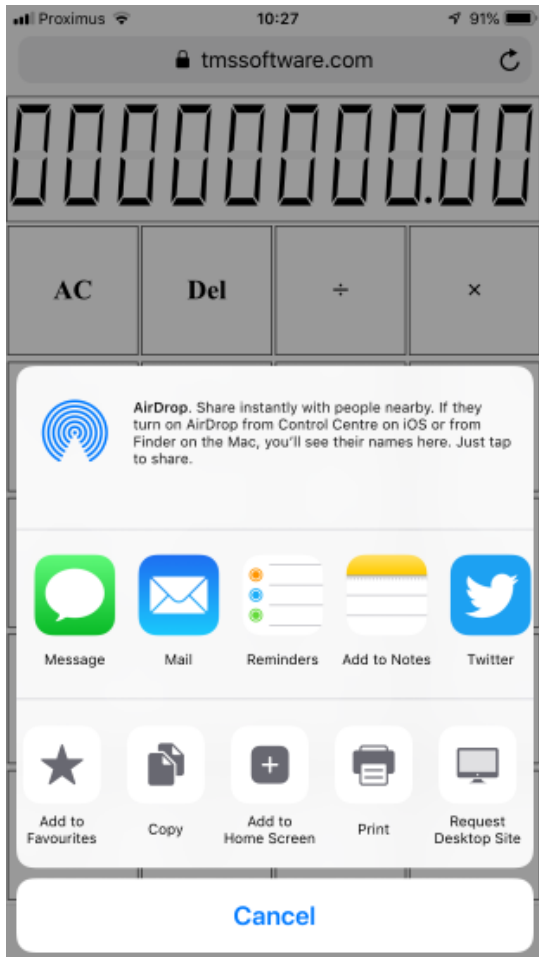 Proximus 10:27 91%
tmssoftware.com
000000000.00
AC Del ÷ ×
AirDrop. Share instantly with people nearby. If they
turn on AirDrop from Control Centre on iOS or from
Finder on the Mac, you'll see their names here. Just tap
to share.
Message Mail Reminders Add to Notes Twitter
Add to Favourites Copy Add to Home Screen Print Request Desktop Site
Cancel